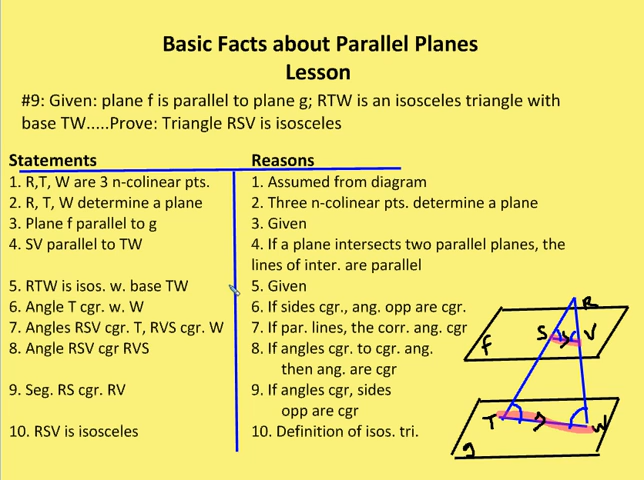 Basic Facts about Parallel Planes
Lesson
#9: Given: plane f is parallel to plane g; RTW is an isosceles triangle with
base TW.....Prove: Triangle RSV is isosceles
Statements
Reasons
1. R,T, W are 3 n-colinear pts.
1. Assumed from diagram
2. R, T, W determine a plane
2. Three n-colinear pts. determine a plane
3. Plane f parallel to g
3. Given
4. SV parallel to TW
4. If a plane intersects two parallel planes, the
lines of inter. are parallel
5. RTW is isos. w. base TW
5. Given
6. Angle T cgr. w. W
6. If sides cgr., ang. opp are cgr.
7. Angles RSV cgr. T, RVS cgr. W
7. If par. lines, the corr. ang. cgr
8. Angle RSV cgr RVS
8. If angles cgr. to cgr. ang.
then ang. are cgr
9. Seg. RS cgr. RV
9. If angles cgr, sides
opp are cgr
10. RSV is isosceles
10. Definition of isos. tri.
R
S V
f
T W
g